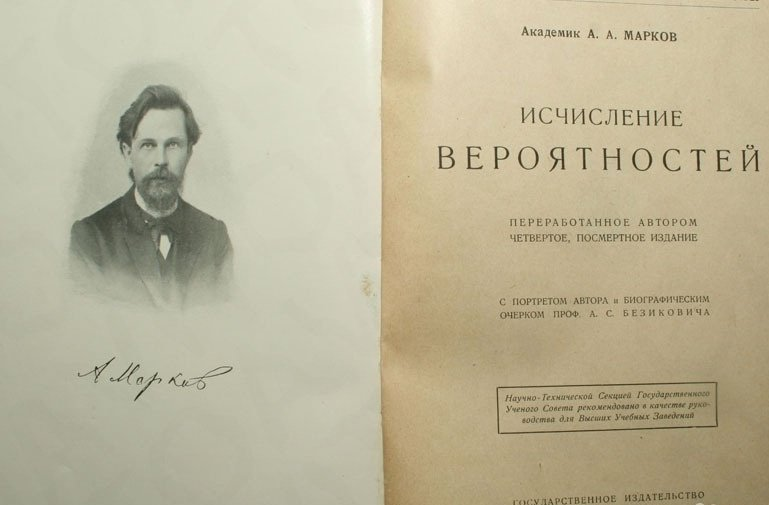 А Марков
Академик А. А. МАРКОВ
ИСЧИСЛЕНИЕ
ВЕРОЯТНОСТЕЙ
ПЕРЕРАБОТАННОЕ АВТОРОМ
ЧЕТВЕРТОЕ, ПОСМЕРТНОЕ ИЗДАНИЕ
С ПОРТРЕТОМ АВТОРА и БИОГРАФИЧЕСКИМ
ОЧЕРКОМ ПРОФ. А. С. БЕЗИКОВИЧА
Научно-Технической Секцией Государственного
Ученого Совета рекомендовано в качестве руко-
водства для Высших Учебных Заведений
ГОСУДАРСТВЕННОЕ ИЗДАТЕЛЬСТВО